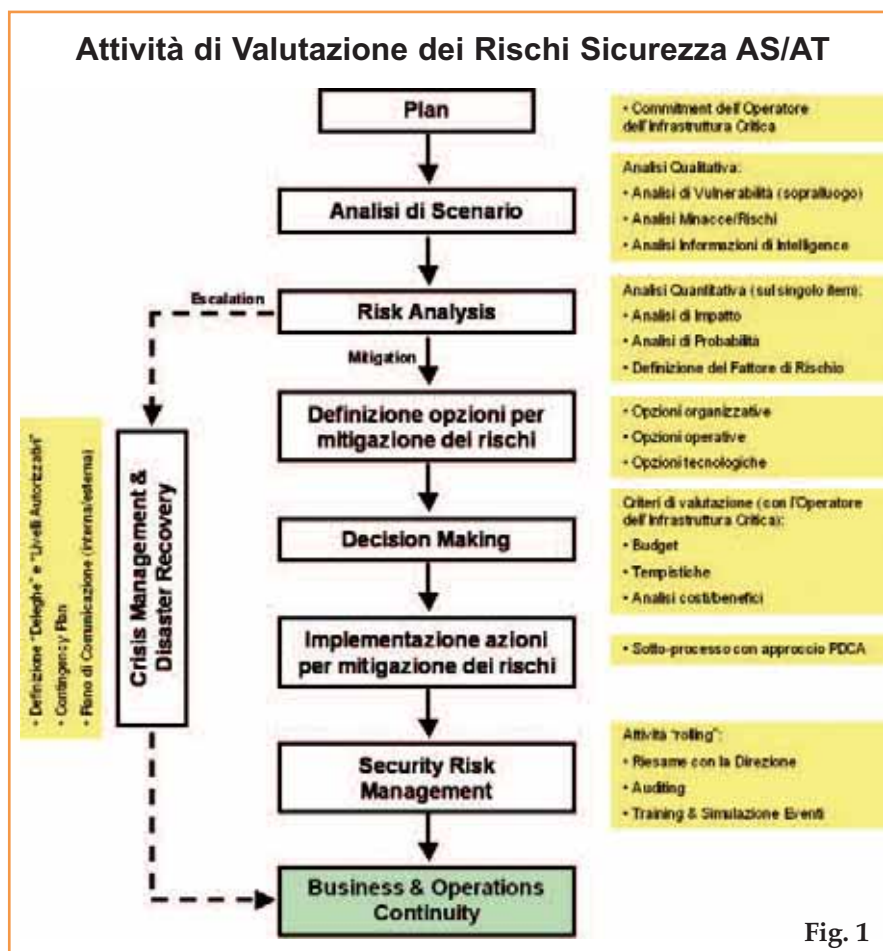 Attività di Valutazione dei Rischi Sicurezza AS/AT
Plan
• Commitment dell'Operatore
dell'Infrastruttura Critica
Analisi di Scenario
Analisi Qualitativa:
• Analisi di Vulnerabilità (sopralluogo)
• Analisi Minacce/Rischi
• Analisi Informazioni di Intelligence
Escalation
Risk Analysis
Mitigation
Analisi Quantitativa (sul singolo item):
• Analisi di Impatto
• Analisi di Probabilità
• Definizione del Fattore di Rischio
Definizione opzioni per
mitigazione dei rischi
• Opzioni organizzative
• Opzioni operative
• Opzioni tecnologiche
• Definizione "Deleghe" e "Livelli Autorizzativi"
• Contingency Plan
• Piano di Comunicazione (interna/esterna)
Crisis Management &
Disaster Recovery
Decision Making
Criteri di valutazione (con l'Operatore
dell'Infrastruttura Critica):
• Budget
• Tempistiche
• Analisi costi/benefici
Implementazione azioni
per mitigazione dei rischi
• Sotto-processo con approccio PDCA
Security Risk
Management
Attività "rolling":
• Riesame con la Direzione
• Auditing
• Training & Simulazione Eventi
Business & Operations
Continuity
Fig. 1